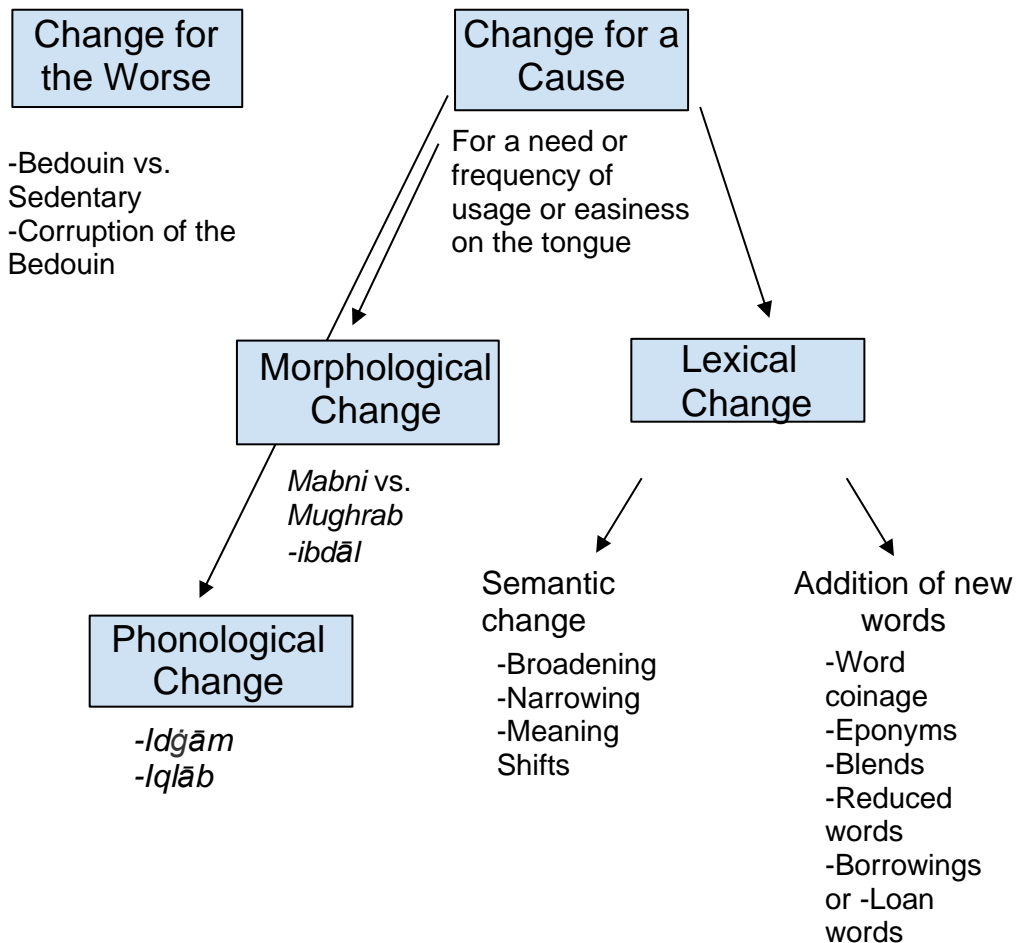 Change for
the Worse
-Bedouin vs.
Sedentary
-Corruption of the
Bedouin
Change for a
Cause
For a need or
frequency of
usage or easiness
on the tongue
Morphological
Change
Mabni vs.
Mughrab
-ibdāl
Phonological
Change
-Idġām
-Iqlāb
Lexical
Change
Semantic
change
-Broadening
-Narrowing
-Meaning
Shifts
Addition of new
words
-Word
coinage
-Eponyms
-Blends
-Reduced
words
-Borrowings
or -Loan
words